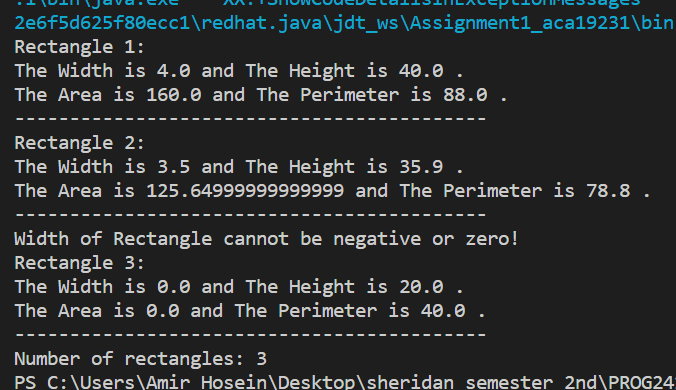 .1\bin\java.exe' '-XX:+ShowCodeDetailsInExceptionMessages'
2e6f5d625f80ecc1\redhat.java\jdt_ws\Assignment1_aca19231\bin
Rectangle 1:
The Width is 4.0 and The Height is 40.0 .
The Area is 160.0 and The Perimeter is 88.0 .
-------------------------------------------
Rectangle 2:
The Width is 3.5 and The Height is 35.9 .
The Area is 125.64999999999999 and The Perimeter is 78.8 .
-------------------------------------------
Width of Rectangle cannot be negative or zero!
Rectangle 3:
The Width is 0.0 and The Height is 20.0 .
The Area is 0.0 and The Perimeter is 40.0 .
-------------------------------------------
Number of rectangles: 3
PS C:\Users\Amir Hosein\Desktop\sheridan semester 2nd\PROG24